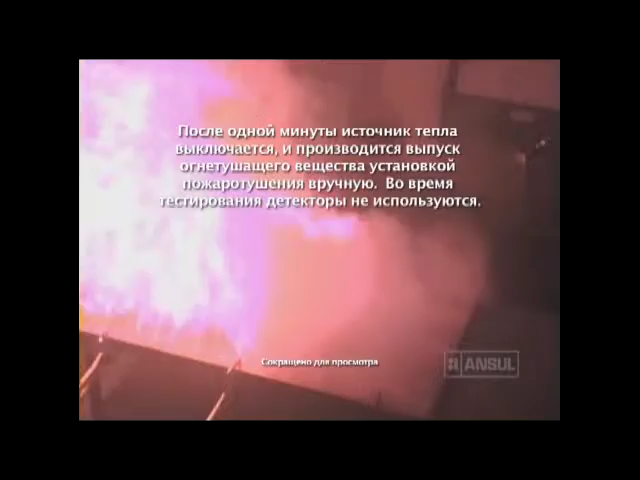 После одной минуты источник тепла
выключается, и производится выпуск
огнетушащего вещества установкой
пожаротушения вручную.  Во время
тестирования детекторы не используются.
Сокращено для просмотра
ANSUL